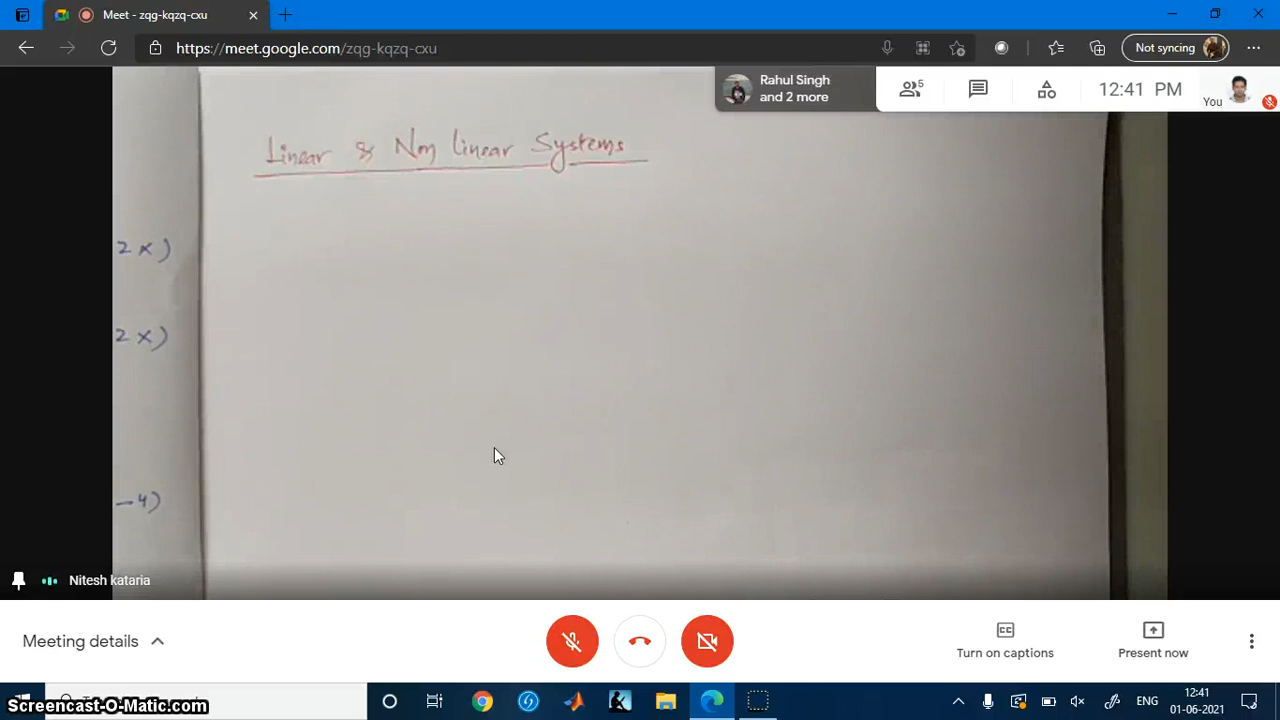 Meet - zqg-kqzq-cxu
https://meet.google.com/zqg-kqzq-cxu
Not syncing
Rahul Singh
and 2 more
5
12:41 PM
You
Linear & Non linear Systems
2x)
2x)
-4)
Nitesh kataria
Meeting details
CC
Turn on captions
Present now
Screencast-O-Matic.com
ENG
12:41
01-06-2021